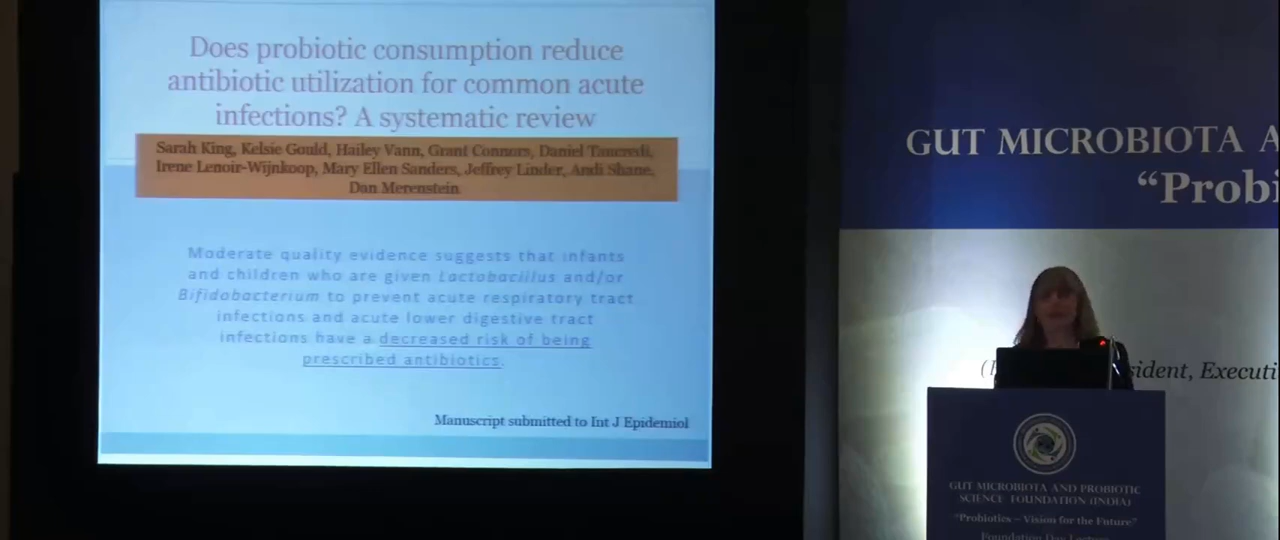 Does probiotic consumption reduce
antibiotic utilization for common acute
infections? A systematic review
Sarah King, Kelsie Gould, Hailey Vann, Grant Connors, Daniel Tancredi,
Irene Lenoir-Wijnkoop, Mary Ellen Sanders, Jeffrey Linder, Andi Shane,
Dan Merenstein
Moderate quality evidence suggests that infants
and children who are given Lactobacillus and/or
Bifidobacterium to prevent acute respiratory tract
infections and acute lower digestive tract
infections have a decreased risk of being
prescribed antibiotics.
Manuscript submitted to Int J Epidemiol
GUT MICROBIOTA A
“Probi
sident, Executi
GUT MICROBIOTA AND PROBIOTIC
SCIENCE FOUNDATION (INDIA)
“Probiotics – Vision for the Future”
Foundation Day Lecture